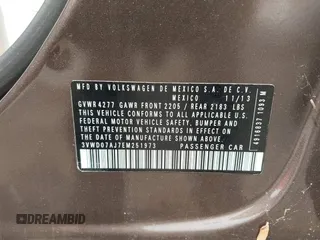 MFD BY VOLKSWAGEN DE MEXICO S.A. DE C.V.
MEXICO 11/13
GVWR 4277 GAWR FRONT 2205 / REAR 2183 LBS
THIS VEHICLE CONFORMS TO ALL APPLICABLE U.S.
FEDERAL MOTOR VEHICLE SAFETY, BUMPER AND
THEFT PREVENTION STANDARDS IN EFFECT ON THE
DATE OF MANUFACTURE SHOWN ABOVE.
3VWD07AJ7EM251973 PASSENGER CAR
4916637 1093 M
DREAMBID